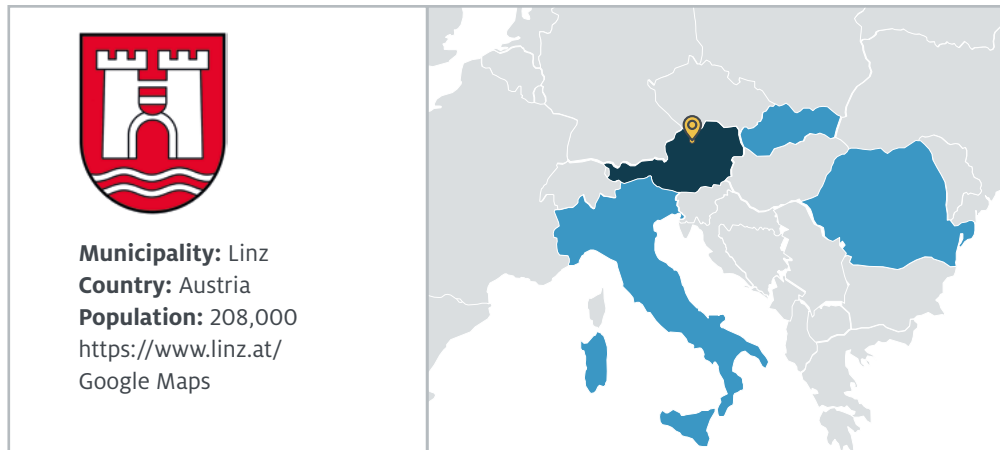 Municipality: Linz
Country: Austria
Population: 208,000
https://www.linz.at/
Google Maps